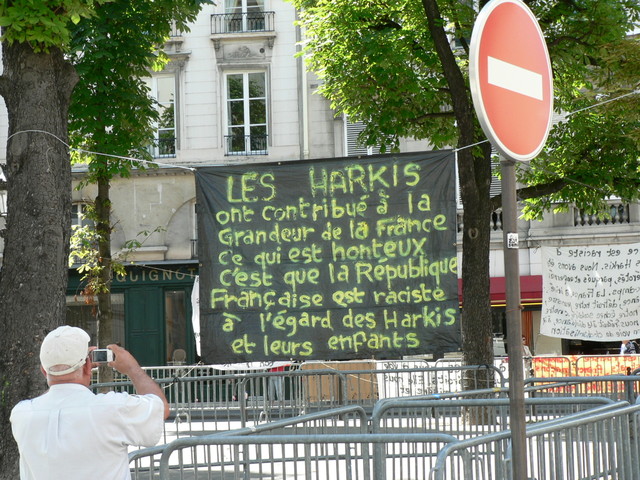 LES HARKIS
ont contribué à la
Grandeur de la France
ce qui est honteux
c'est que la République
Française est raciste
à l'égard des Harkis
et leurs enfants